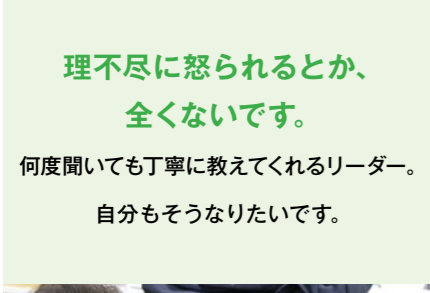 理不尽に怒られるとか、
全くないです。
何度聞いても丁寧に教えてくれるリーダー。
自分もそうなりたいです。